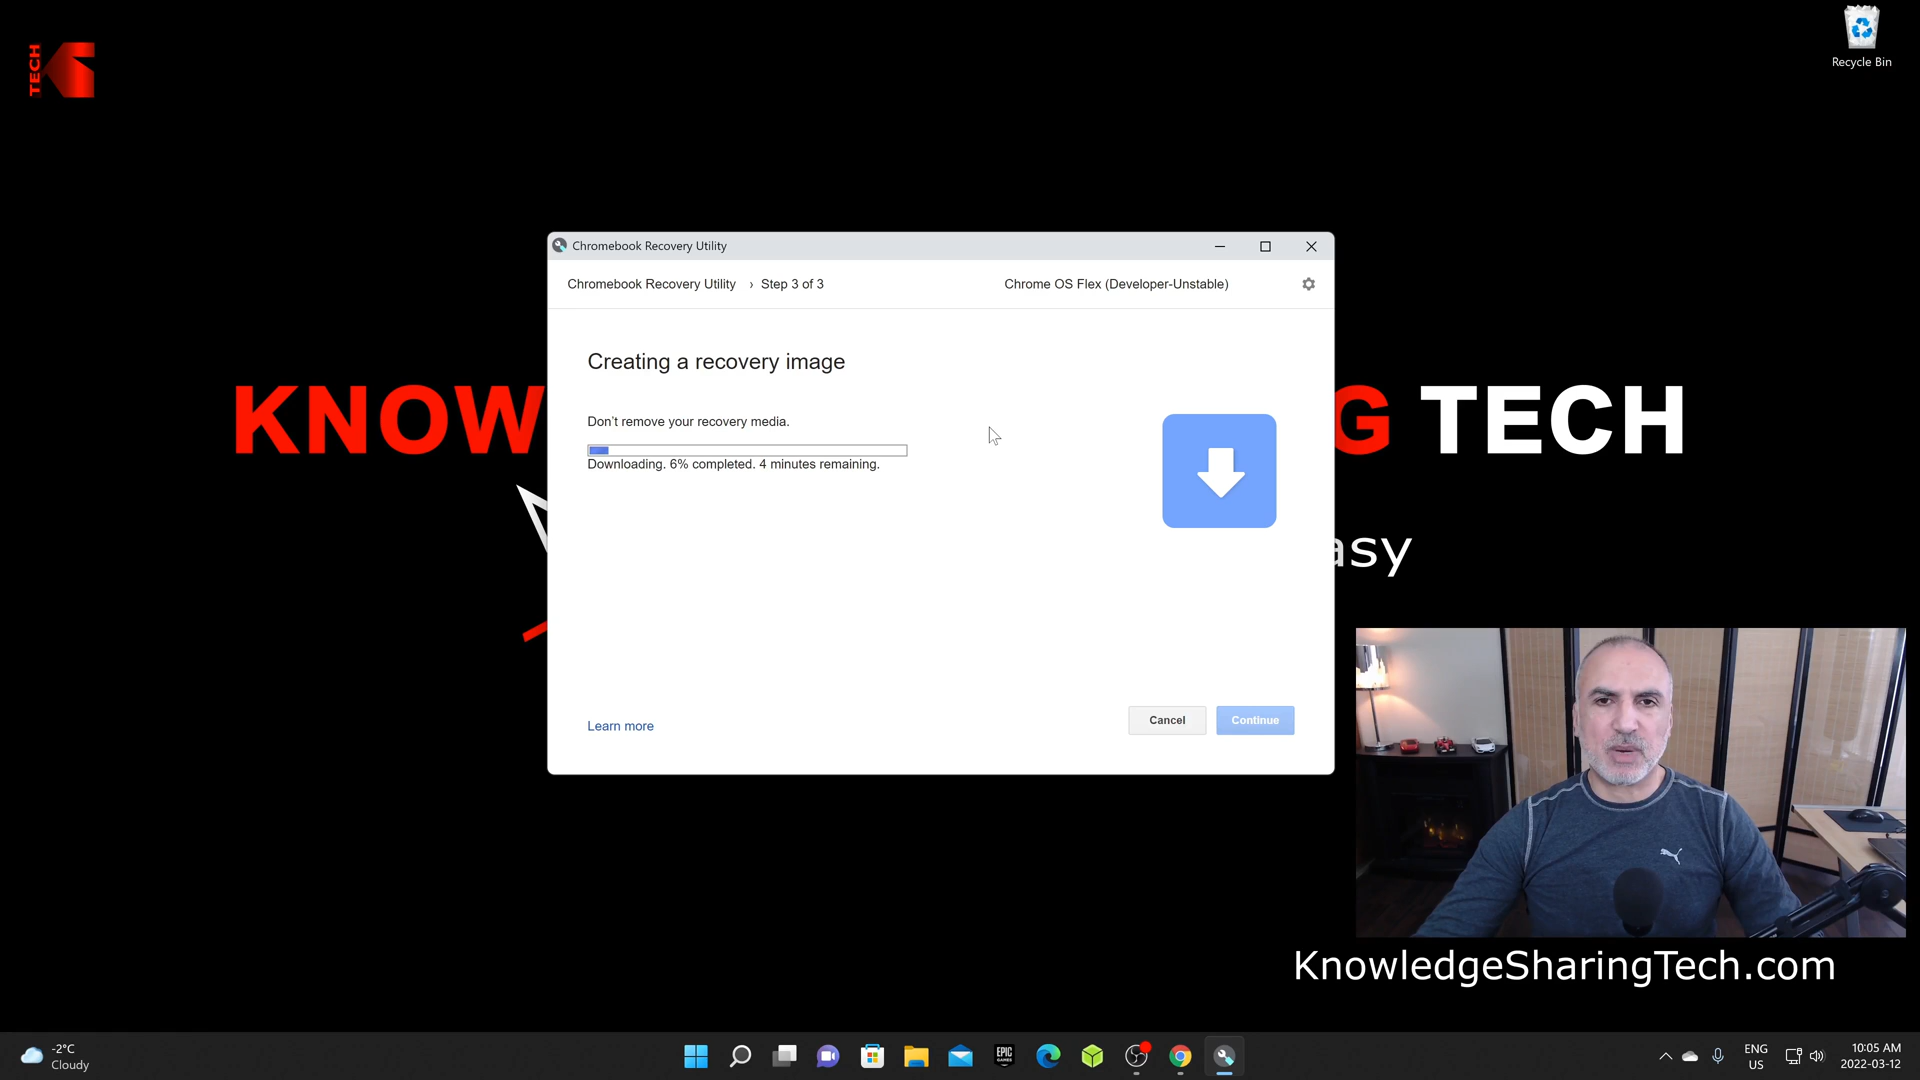 TECH
Recycle Bin
Chromebook Recovery Utility
Chromebook Recovery Utility › Step 3 of 3
Chrome OS Flex (Developer-Unstable)
Creating a recovery image
Don't remove your recovery media.
Downloading. 6% completed. 4 minutes remaining.
KNOW
G TECH
asy
Learn more
Cancel
Continue
KnowledgeSharingTech.com
-2°C
Cloudy
EPIC
GAMES
ENG
US
10:05 AM
2022-03-12